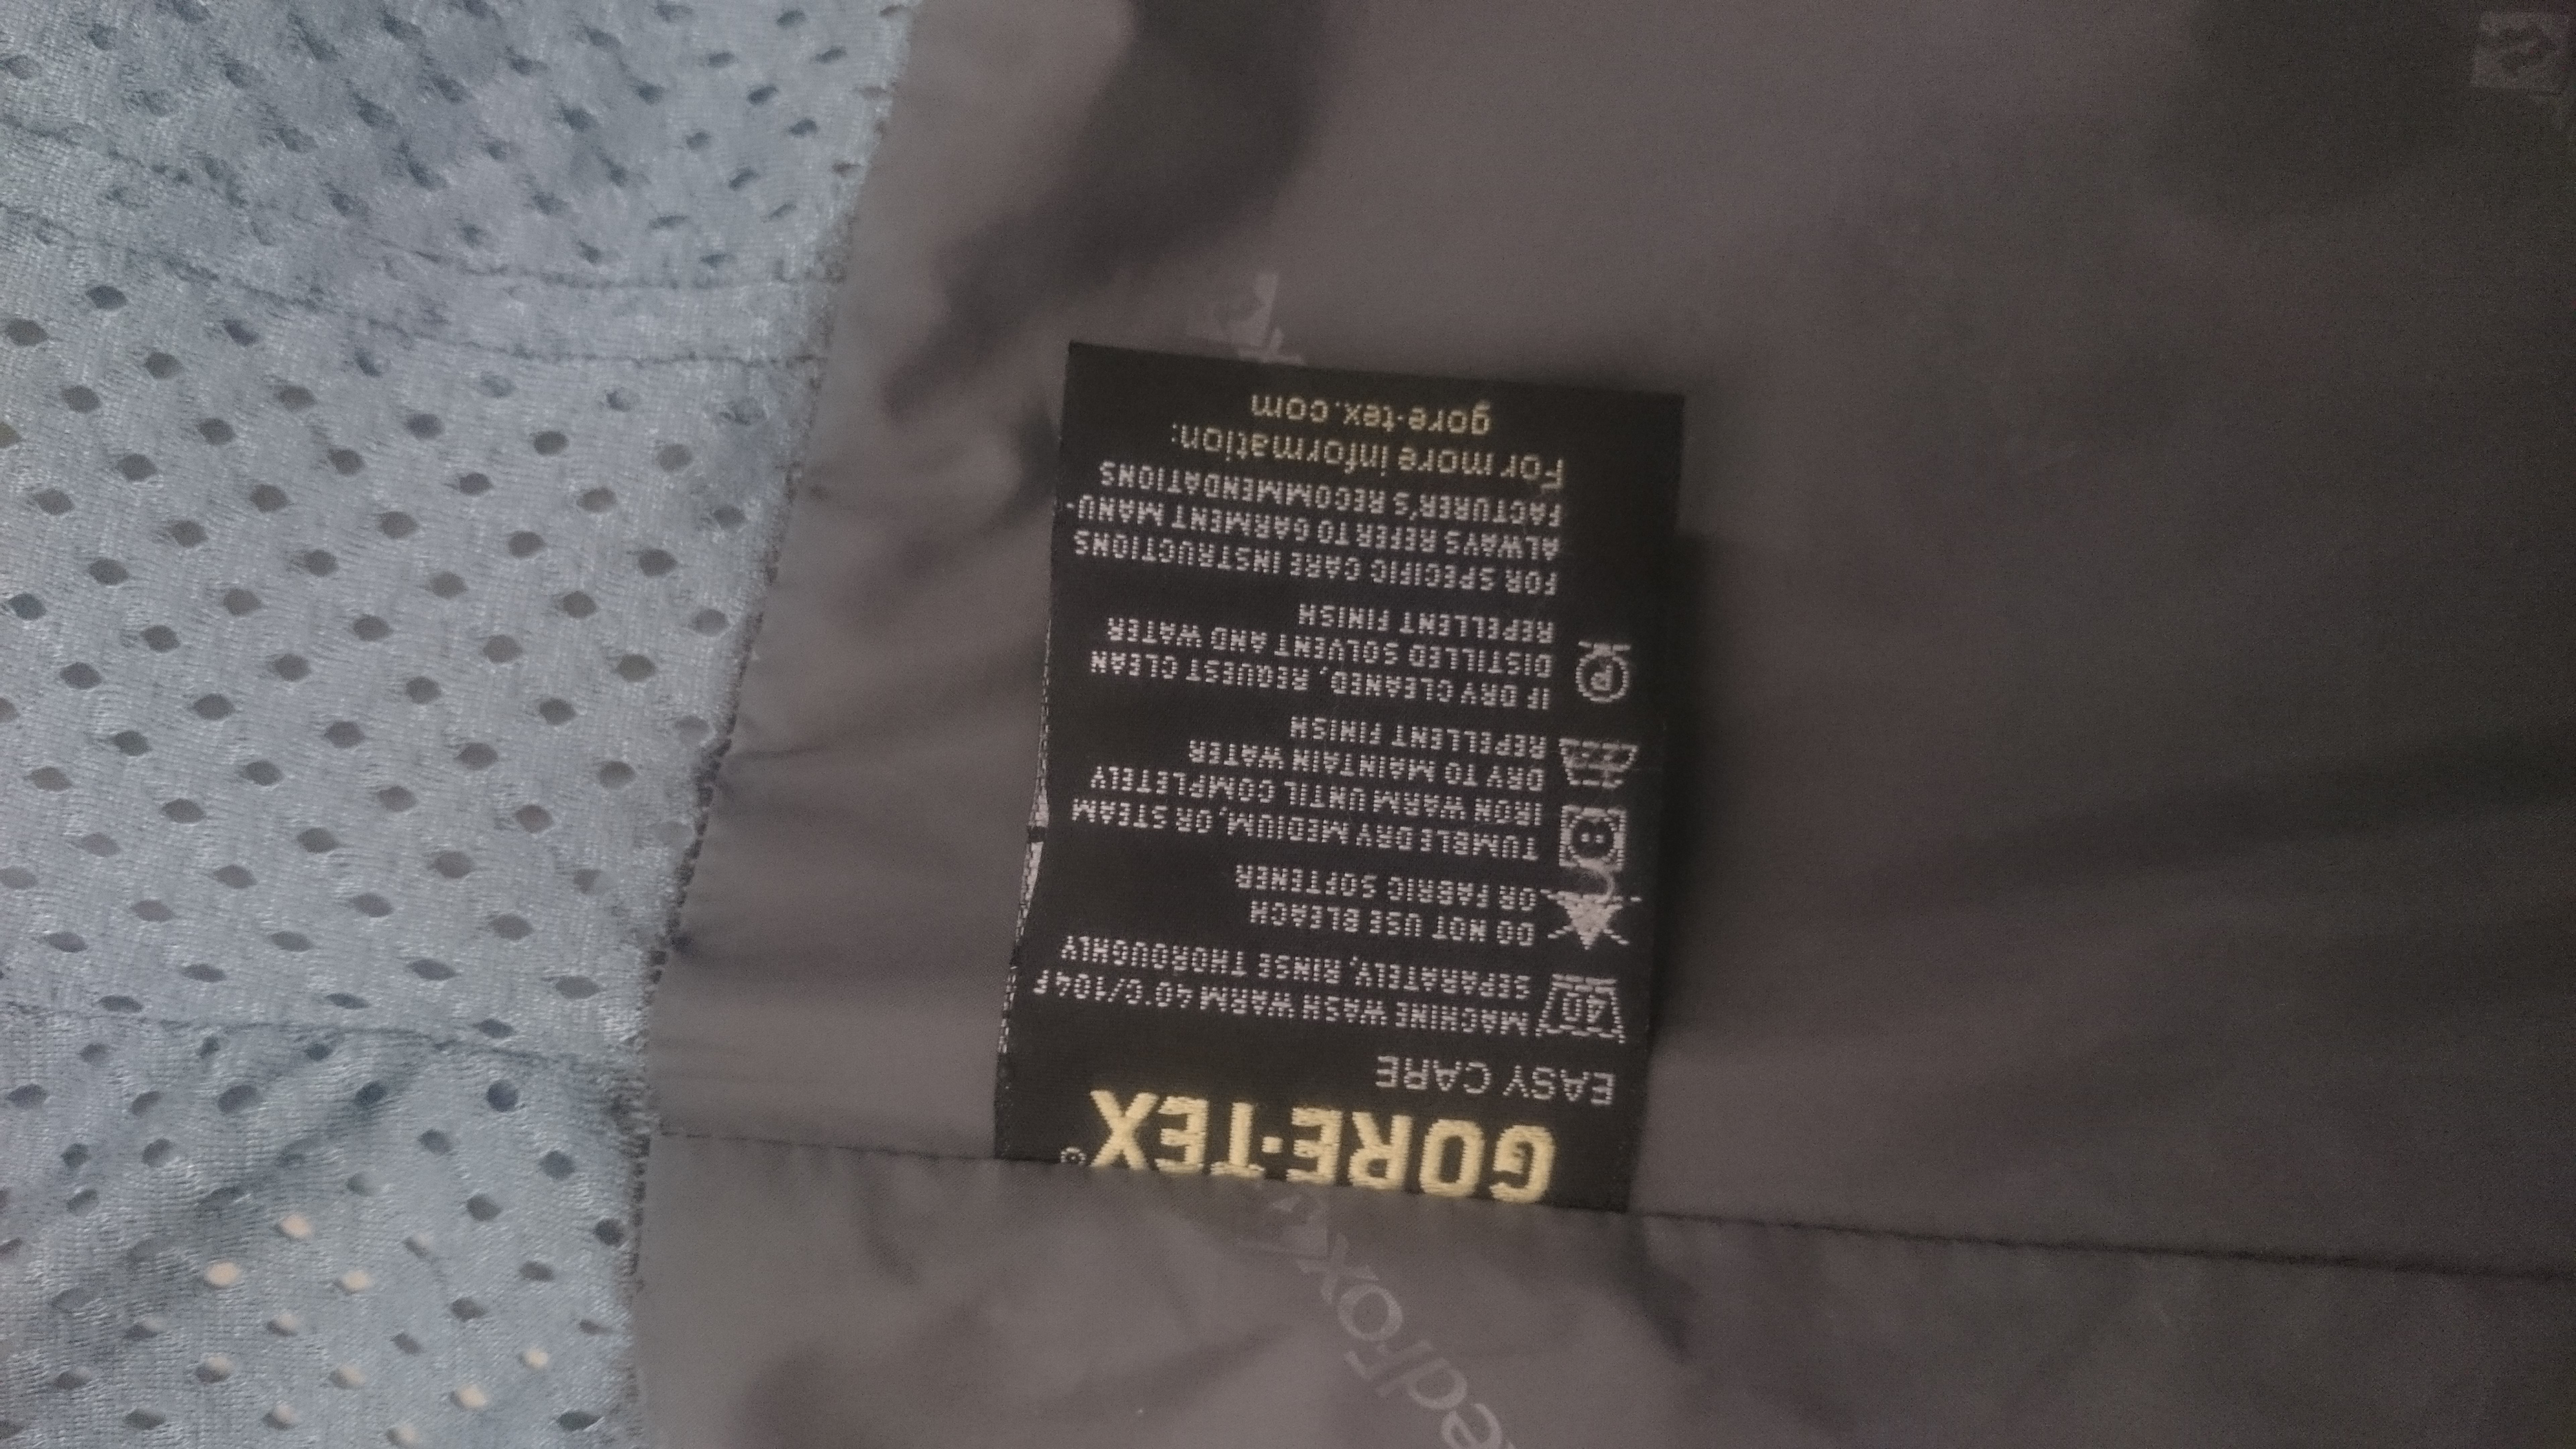 GORE-TEX
EASY CARE
40
MACHINE WASH WARM 40°C/104°F
SEPARATELY, RINSE THOROUGHLY
DO NOT USE BLEACH
OR FABRIC SOFTENER
TUMBLE DRY MEDIUM, OR STEAM
IRON WARM UNTIL COMPLETELY
DRY TO MAINTAIN WATER
REPELLENT FINISH
P
IF DRY CLEANED, REQUEST CLEAN
DISTILLED SOLVENT AND WATER
REPELLENT FINISH
FOR SPECIFIC CARE INSTRUCTIONS
ALWAYS REFER TO GARMENT MANU-
FACTURER'S RECOMMENDATIONS
For more information:
gore-tex.com